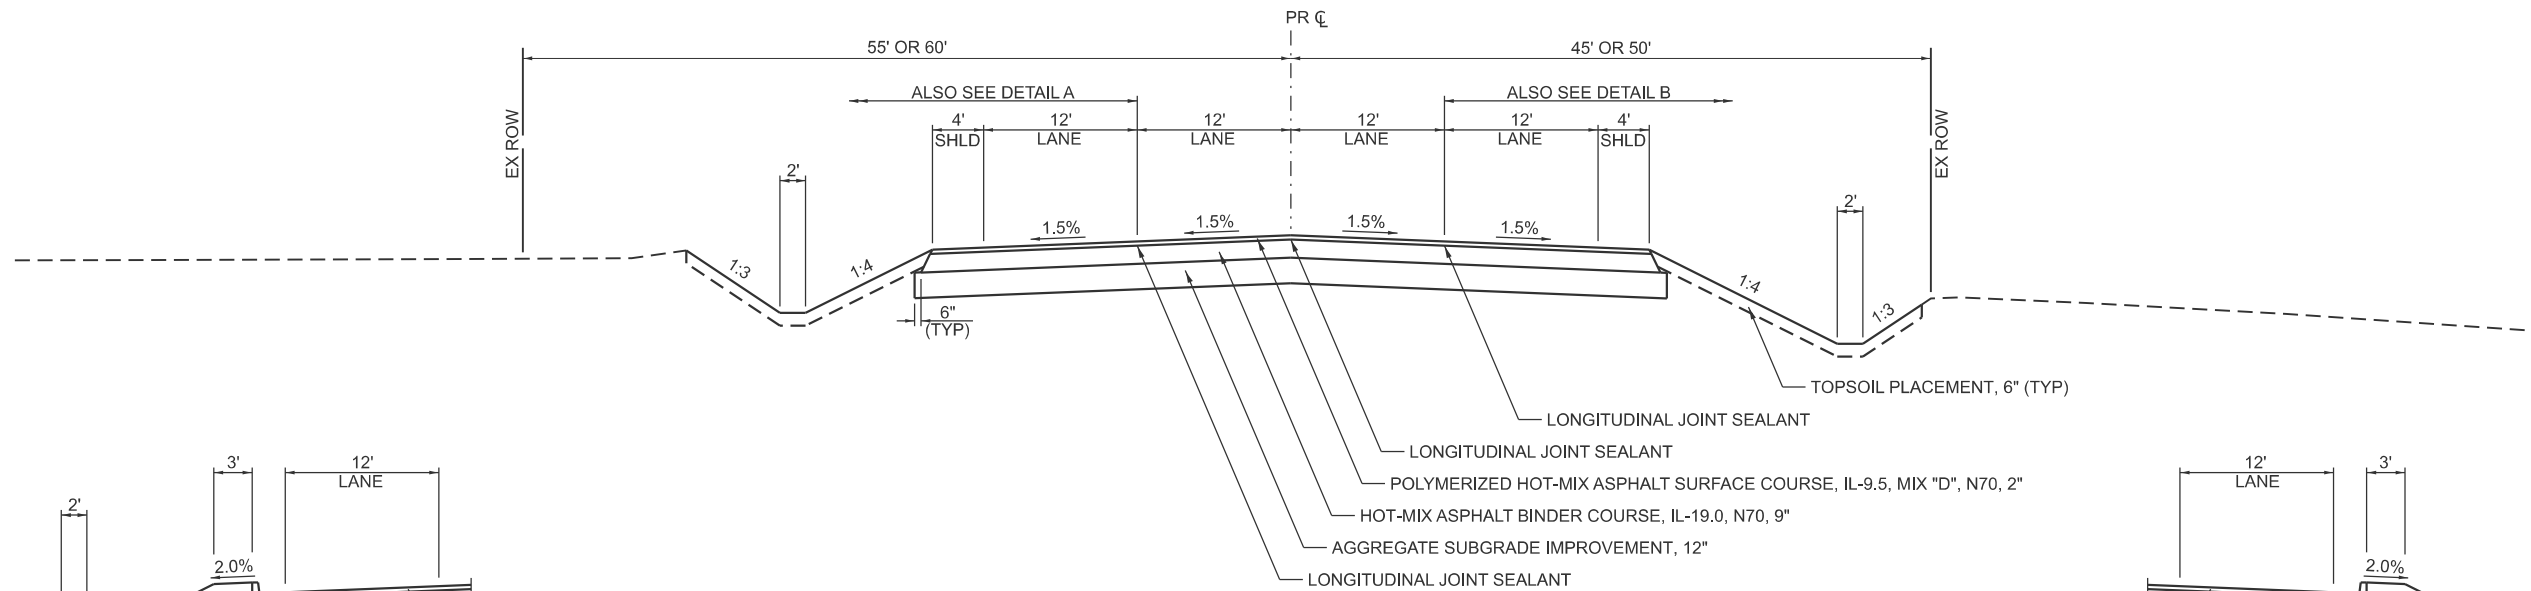 PR ℄
55' OR 60'
45' OR 50'
ALSO SEE DETAIL A
ALSO SEE DETAIL B
4'
SHLD
12'
LANE
12'
LANE
12'
LANE
12'
LANE
4'
SHLD
EX ROW
EX ROW
2'
2'
1.5%
1.5%
1.5%
1.5%
1:3
1:4
1:4
1:3
6"
(TYP)
TOPSOIL PLACEMENT, 6" (TYP)
LONGITUDINAL JOINT SEALANT
LONGITUDINAL JOINT SEALANT
POLYMERIZED HOT-MIX ASPHALT SURFACE COURSE, IL-9.5, MIX "D", N70, 2"
HOT-MIX ASPHALT BINDER COURSE, IL-19.0, N70, 9"
AGGREGATE SUBGRADE IMPROVEMENT, 12"
LONGITUDINAL JOINT SEALANT
3'
12'
LANE
2'
2.0%
12'
LANE
3'
2.0%